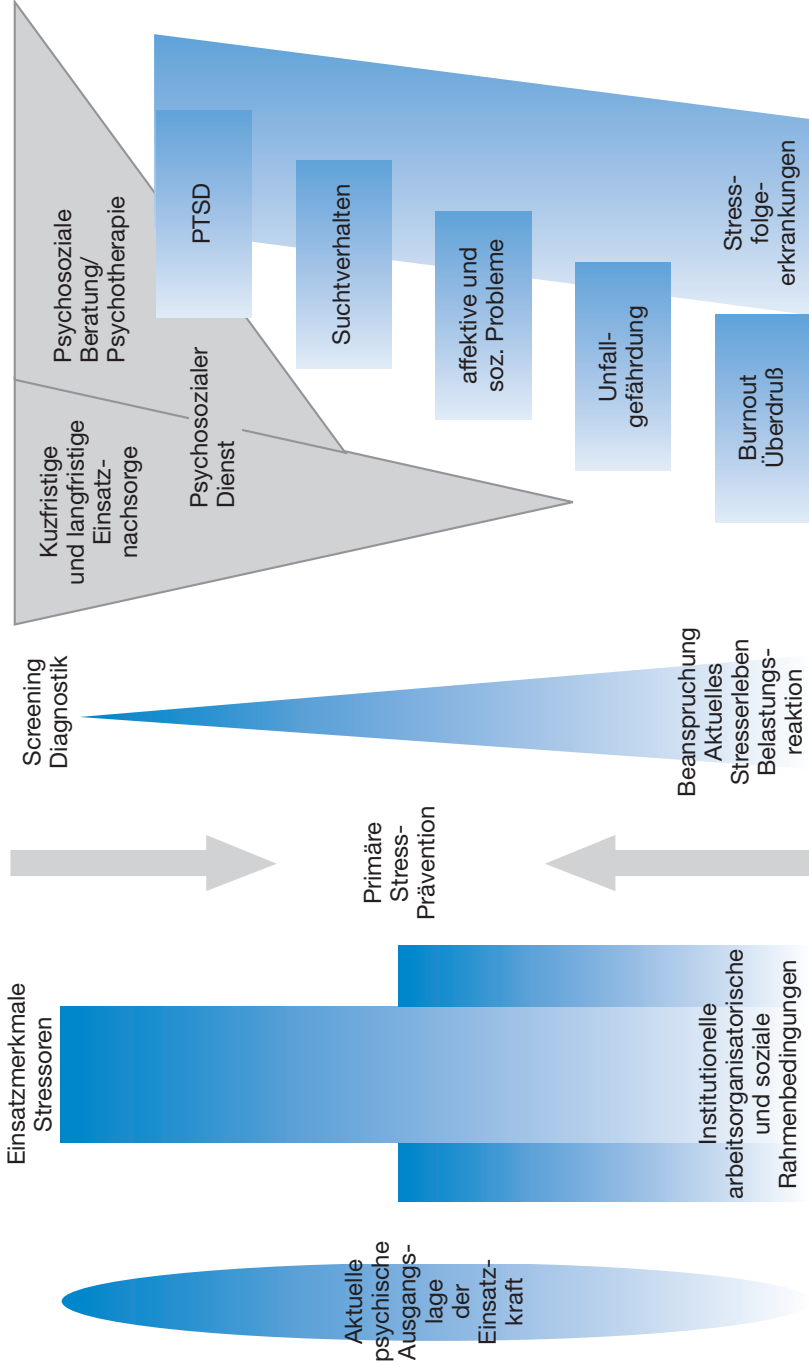 Aktuelle
psychische
Ausgangs-
lage
der
Einsatz-
kraft
Einsatzmerkmale
Stressoren
Institutionelle
arbeitsorganisatorische
und soziale
Rahmenbedingungen
Primäre
Stress-
Prävention
Screening
Diagnostik
Beanspruchung
Aktuelles
Stresserleben
Belastungs-
reaktion
Kuzfristige
und langfristige
Einsatz-
nachsorge
Psychosozialer
Dienst
Psychosoziale
Beratung/
Psychotherapie
PTSD
Suchtverhalten
affektive und
soz. Probleme
Unfall-
gefährdung
Burnout
Überdruß
Stress-
folge-
erkrankungen